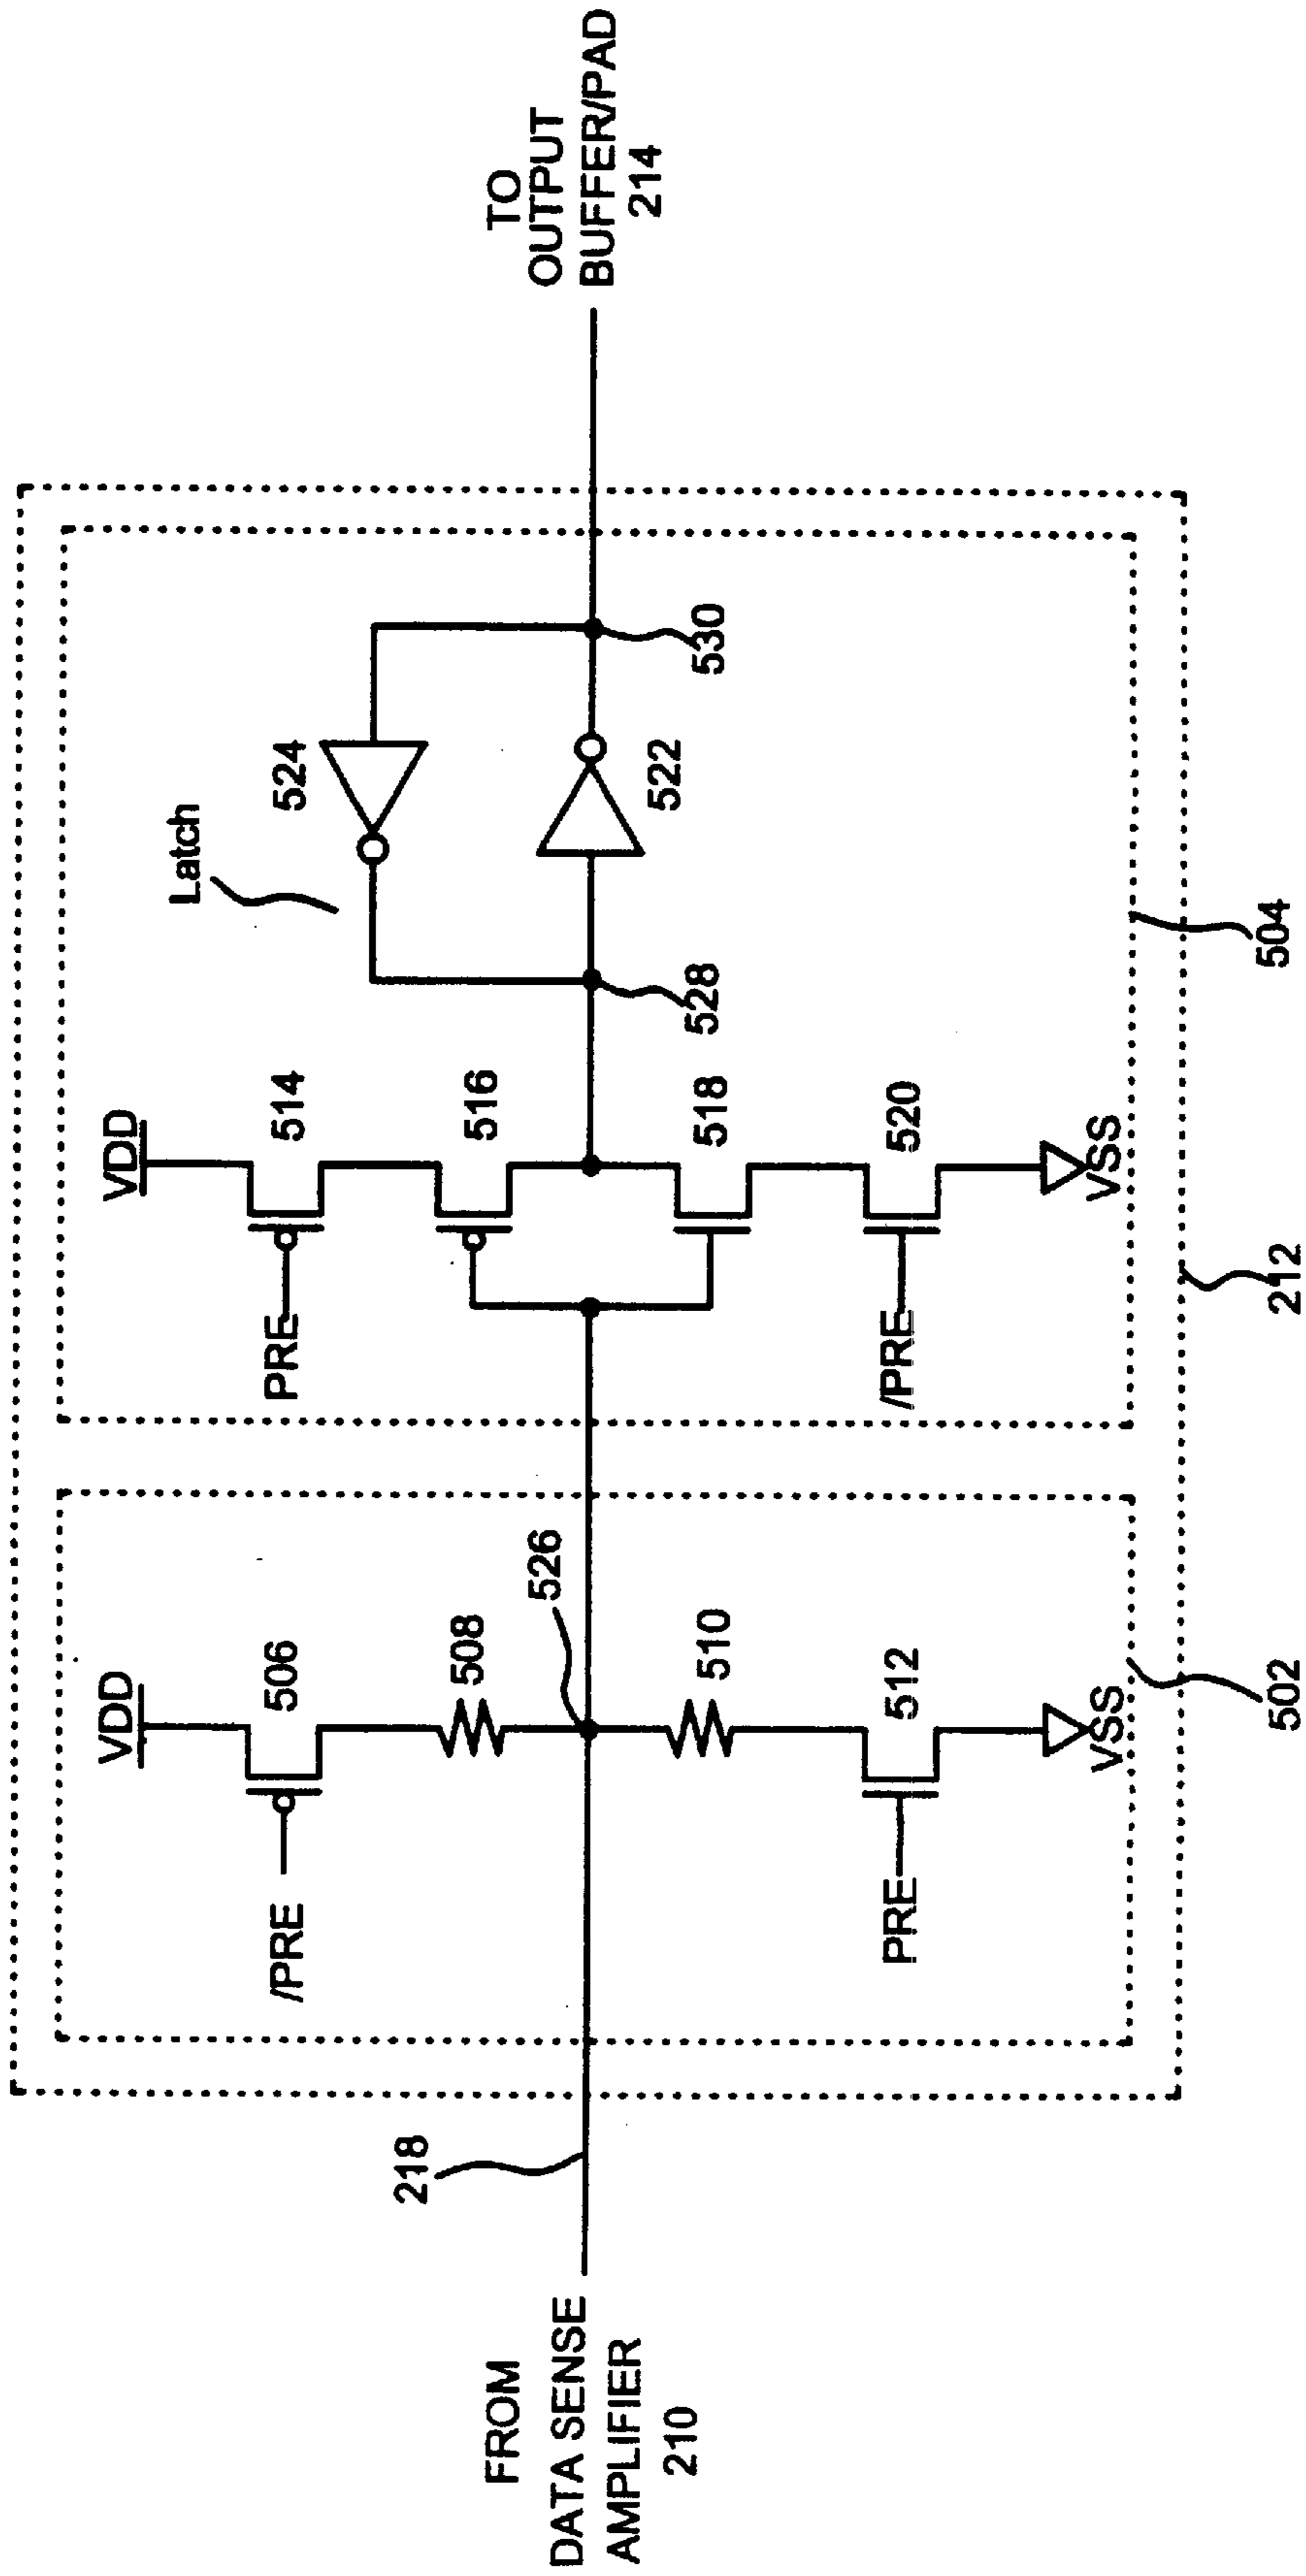 FROM
DATA SENSE
AMPLIFIER
210
218
VDD
/PRE
506
508
526
510
512
PRE
VSS
502
VDD
PRE
514
516
518
520
/PRE
VSS
528
Latch
524
522
530
504
212
TO
OUTPUT
BUFFER/PAD
214